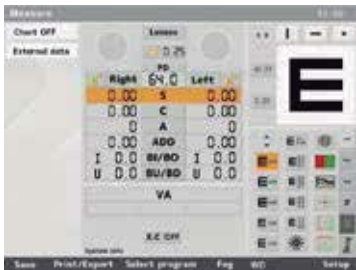 Measure
Chart OFF
External data
Lenses
0.25
PD
Right 64.0 Left
0.00 S 0.00
0.00 C 0.00
0 A 0
0.00 ADD 0.00
I 0.0 BI/BO I 0.0
U 0.0 BU/BD U 0.0
VA
X.C OFF
E
Save Print/Export Select program Fog WD Setup